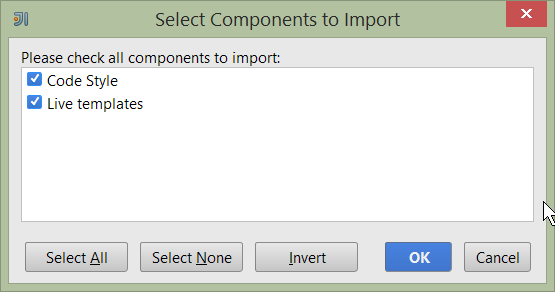 Select Components to Import
Please check all components to import:
Code Style
Live templates
Select All Select None Invert OK Cancel